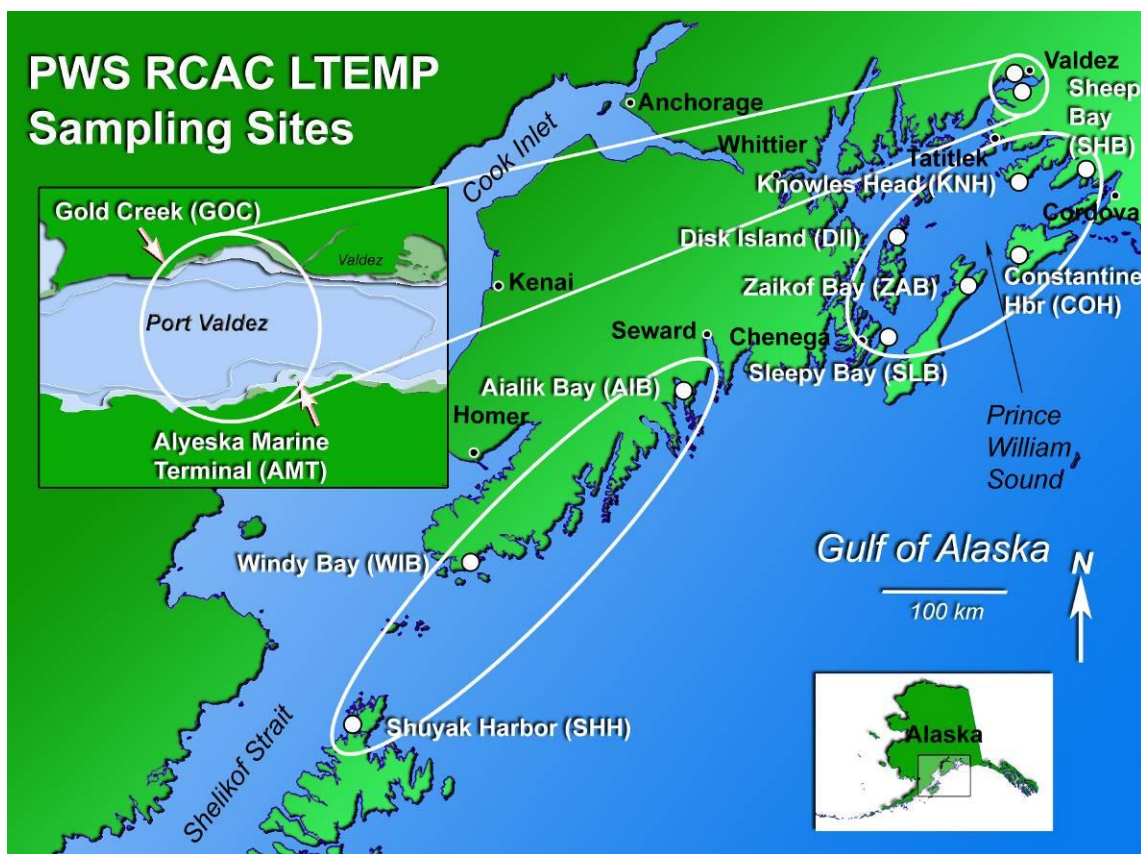 PWS RCAC LTEMP
Sampling Sites
Gold Creek (GOC)
Valdez
Port Valdez
Alyeska Marine
Terminal (AMT)
Cook Inlet
Anchorage
Whittier
Valdez
Sheep
Bay
(SHB)
Tatitlek
Knowles Head (KNH)
Cordova
Disk Island (DII)
Zaikof Bay (ZAB)
Constantine
Hbr (COH)
Kenai
Seward
Chenega
Sleepy Bay (SLB)
Aialik Bay (AIB)
Homer
Prince
William
Sound
Windy Bay (WIB)
Gulf of Alaska
100 km
N
Shuyak Harbor (SHH)
Shelikof Strait
Alaska